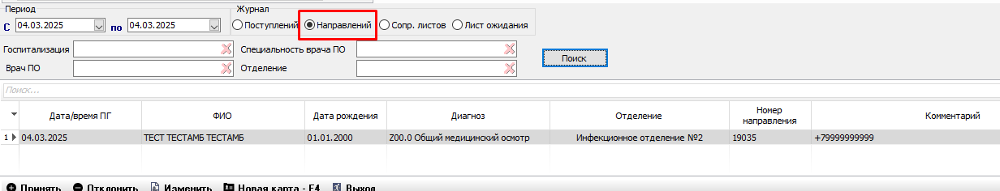 Период Журнал
С 04.03.2025 по 04.03.2025 Поступлений Направлений Сопр. листов Лист ожидания
Госпитализация Специальность врача ПО
Поиск
Врач ПО Отделение
Поиск...
Дата/время ПГ ФИО Дата рождения Диагноз Отделение Номер направления Комментарий
1 04.03.2025 ТЕСТ ТЕСТАМБ ТЕСТАМБ 01.01.2000 Z00.0 Общий медицинский осмотр Инфекционное отделение №2 19035 +79999999999
Принять Отклонить Изменить Новая карта - F4 Выход